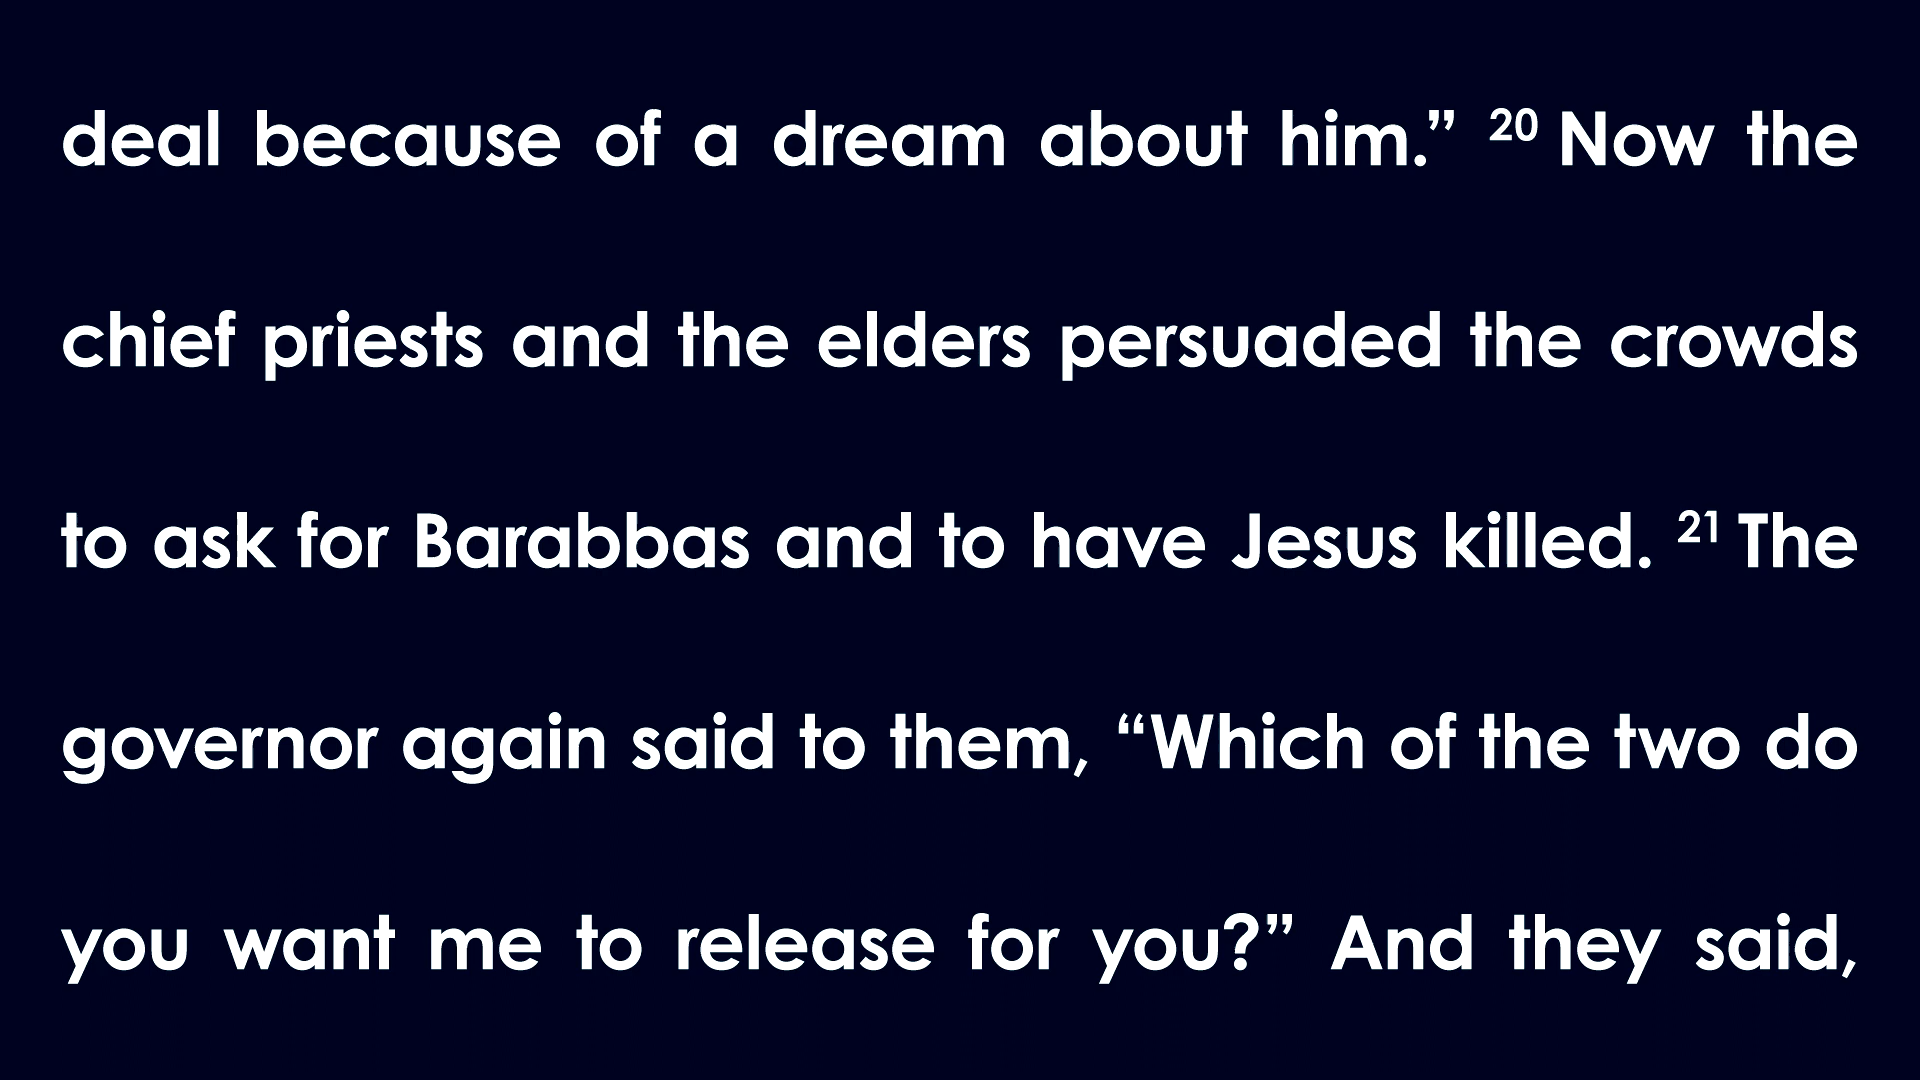 deal because of a dream about him.” 20 Now the
chief priests and the elders persuaded the crowds
to ask for Barabbas and to have Jesus killed. 21 The
governor again said to them, “Which of the two do
you want me to release for you?” And they said,